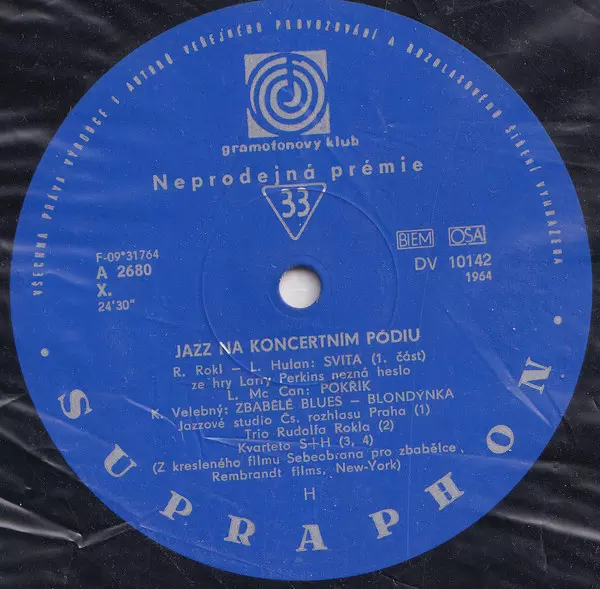 VŠECHNA PRÁVA VÝROBCE I AUTORŮ VEŘEJNÉHO PROVOZOVÁNÍ A ROZHLASOVÉHO ŠÍŘENÍ VYHRAZENA
gramofonový klub
Neprodejná prémie
33
F-09*31764
A 2680
X.
24'30"
BIEM OSA
DV 10142
1964
JAZZ NA KONCERTNÍM PÓDIU
R. Rokl – L. Hulan: SVITA (1. část)
ze hry Larry Perkins nezná heslo
L. Mc Can: POKŘIK
K. Velebný: ZBABĚLÉ BLUES – BLONDÝNKA
Jazzové studio Čs. rozhlasu Praha (1)
Trio Rudolfa Rokla (2)
Kvarteto S+H (3, 4)
(Z kresleného filmu Sebeobrana pro zbabělce
Rembrandt films, New-York)
H
SUPRAPHON